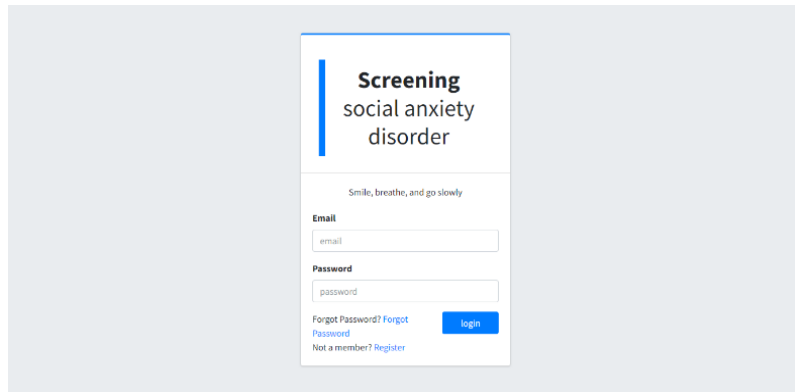 Screening
social anxiety
disorder
Smile, breathe, and go slowly
Email
email
Password
password
Forgot Password? Forgot
Password
login
Not a member? Register